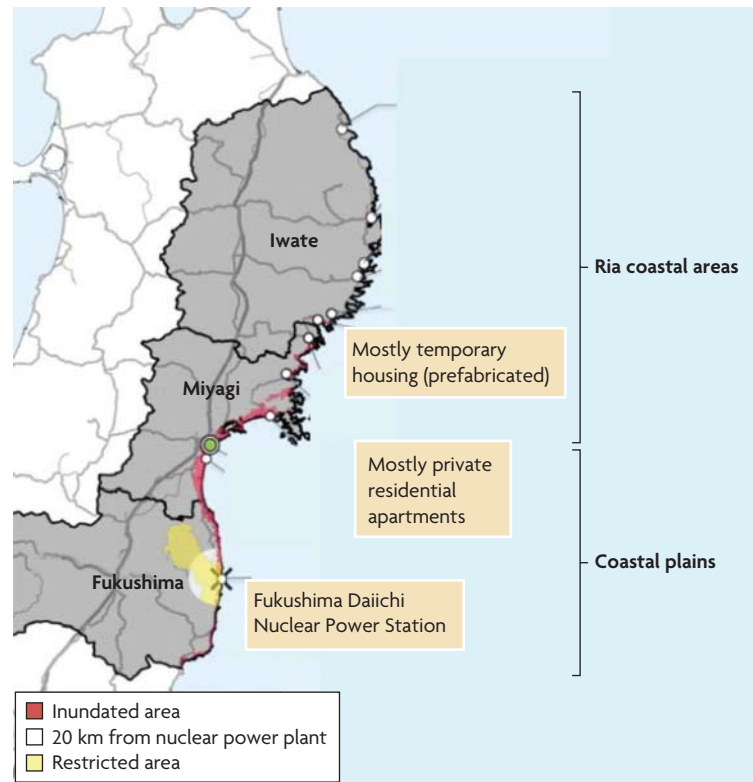 Iwate
Ria coastal areas
Mostly temporary
housing (prefabricated)
Miyagi
Mostly private
residential
apartments
Coastal plains
Fukushima
Fukushima Daiichi
Nuclear Power Station
Inundated area
20 km from nuclear power plant
Restricted area